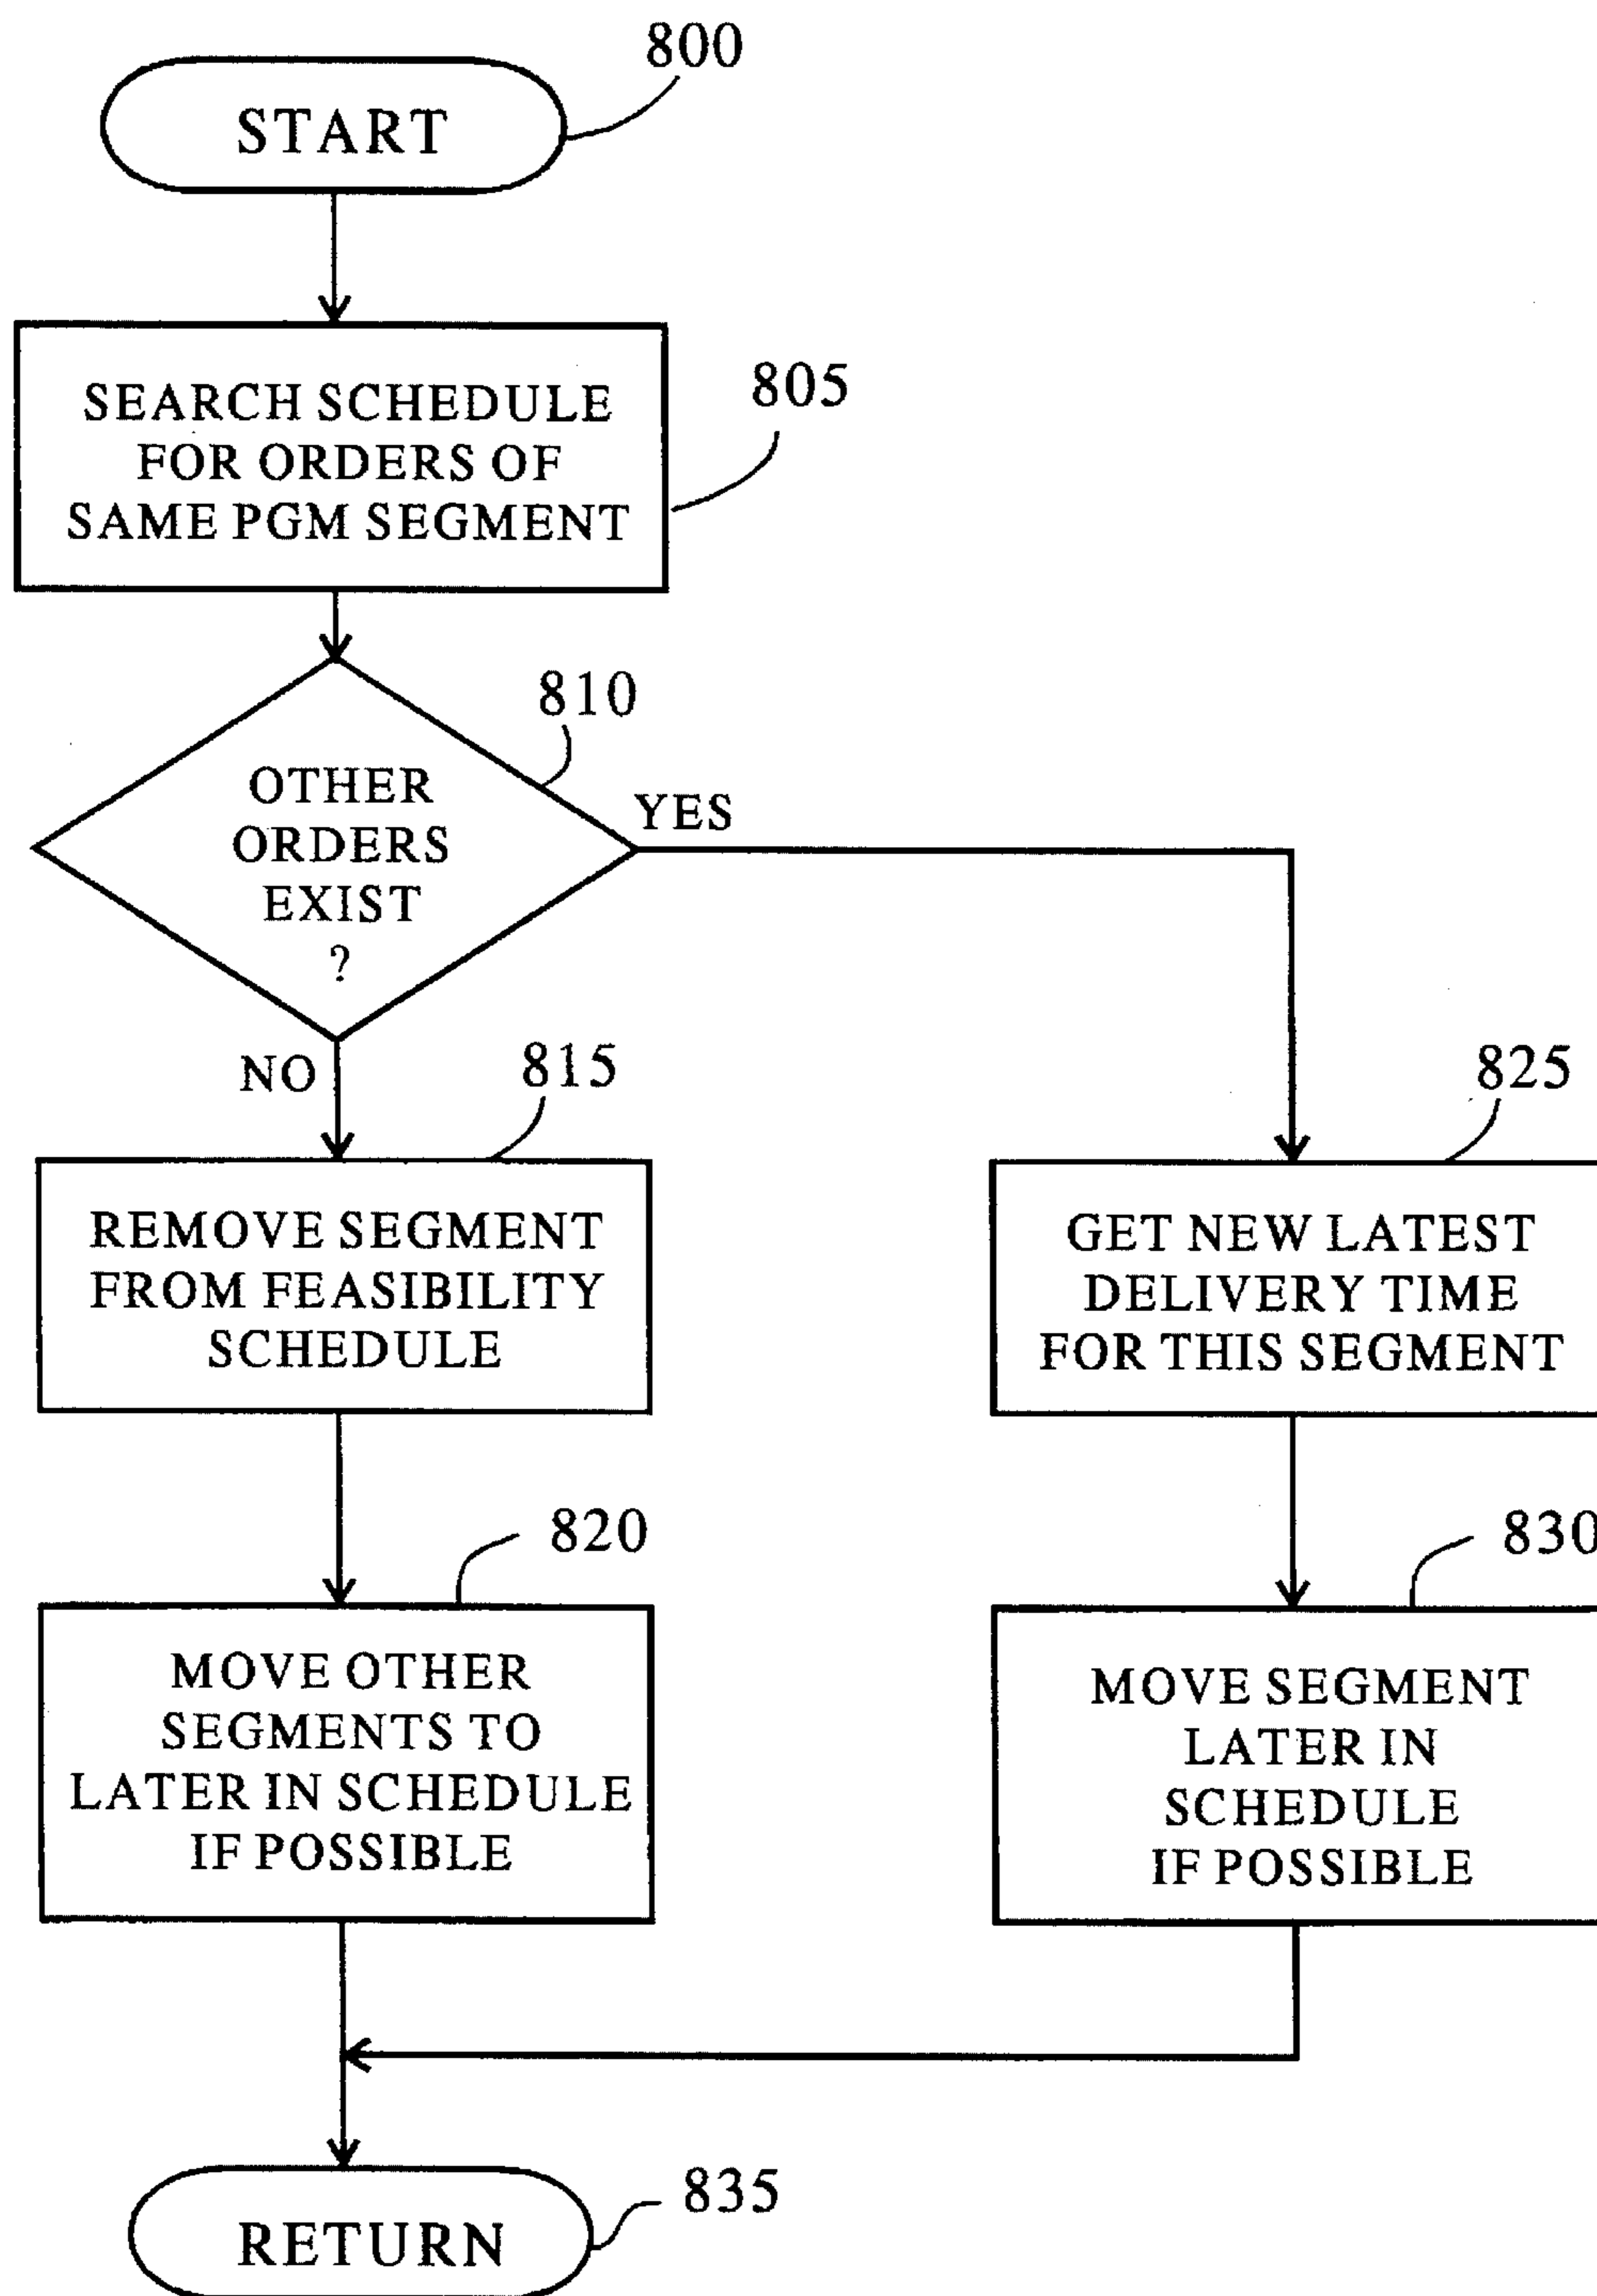 800
START
805
SEARCH SCHEDULE
FOR ORDERS OF
SAME PGM SEGMENT
810
OTHER
ORDERS
EXIST
?
YES
NO
815
REMOVE SEGMENT
FROM FEASIBILITY
SCHEDULE
825
GET NEW LATEST
DELIVERY TIME
FOR THIS SEGMENT
820
MOVE OTHER
SEGMENTS TO
LATER IN SCHEDULE
IF POSSIBLE
830
MOVE SEGMENT
LATER IN
SCHEDULE
IF POSSIBLE
835
RETURN